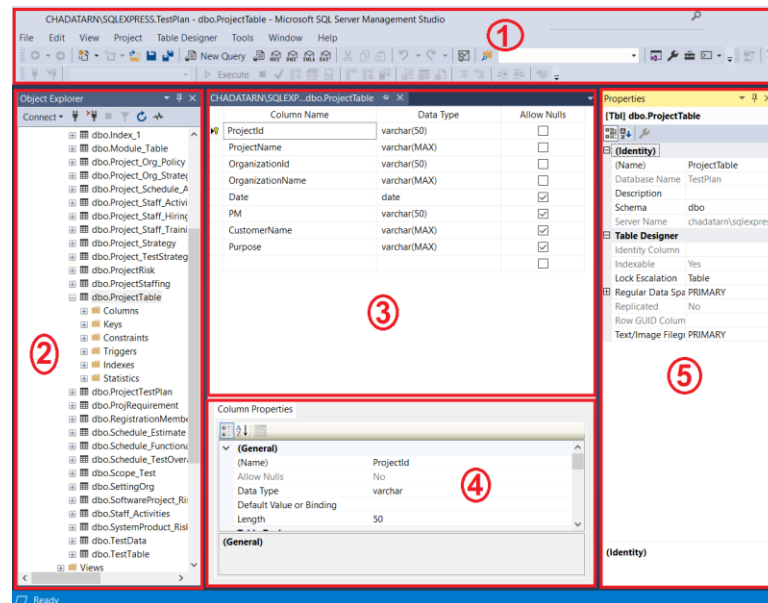 CHADATARN\SQLEXPRESS.TestPlan - dbo.ProjectTable - Microsoft SQL Server Management Studio
File Edit View Project Table Designer Tools Window Help
1
New Query
Execute
Object Explorer
Connect
dbo.Index_1
dbo.Module_Table
dbo.Project_Org_Policy
dbo.Project_Org_Strateg
dbo.Project_Schedule_A
dbo.Project_Staff_Activi
dbo.Project_Staff_Hiring
dbo.Project_Staff_Traini
dbo.Project_Strategy
dbo.Project_TestStrateg
dbo.ProjectRisk
dbo.ProjectStaffing
dbo.ProjectTable
Columns
Keys
Constraints
Triggers
Indexes
Statistics
2
dbo.ProjectTestPlan
dbo.ProjRequirement
dbo.RegistrationMembe
dbo.Schedule_Estimate
dbo.Schedule_Functiona
dbo.Schedule_TestOvera
dbo.Scope_Test
dbo.SettingOrg
dbo.SoftwareProject_Ris
dbo.Staff_Activities
dbo.SystemProduct_Risk
dbo.TestData
dbo.TestTable
Views
CHADATARN\SQLEXP...dbo.ProjectTable
Column Name Data Type Allow Nulls
ProjectId varchar(50)
ProjectName varchar(MAX)
OrganizationId varchar(50)
OrganizationName varchar(MAX)
Date date
PM varchar(50)
CustomerName varchar(MAX)
Purpose varchar(MAX)
3
Column Properties
(General)
(Name) ProjectId
Allow Nulls No
Data Type varchar
Default Value or Binding
Length 50
4
(General)
Properties
[Tbl] dbo.ProjectTable
(Identity)
(Name) ProjectTable
Database Name TestPlan
Description
Schema dbo
Server Name chadatarn\sqlexpres
Table Designer
Identity Column
Indexable Yes
Lock Escalation Table
Regular Data Spa PRIMARY
Replicated No
Row GUID Colum
Text/Image Filegr PRIMARY
5
(Identity)
Ready